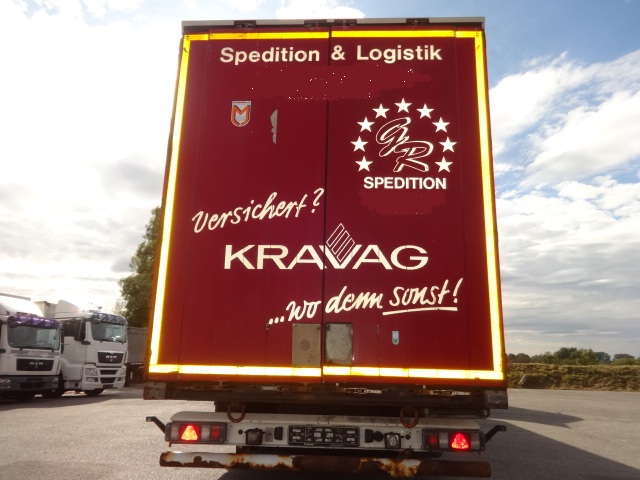 Spedition & Logistik
GR
SPEDITION
Versichert?
KRAVAG
...wo denn sonst!